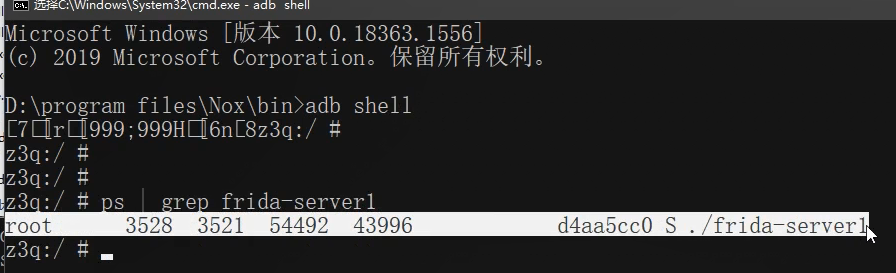 选择C:\Windows\System32\cmd.exe - adb shell
Microsoft Windows [版本 10.0.18363.1556]
(c) 2019 Microsoft Corporation。保留所有权利。
D:\program files\Nox\bin>adb shell
[7□[r□[999;999H□[6n[8z3q:/ #
z3q:/ #
z3q:/ #
z3q:/ # ps | grep frida-server1
root 3528 3521 54492 43996 d4aa5cc0 S ./frida-server1
z3q:/ #